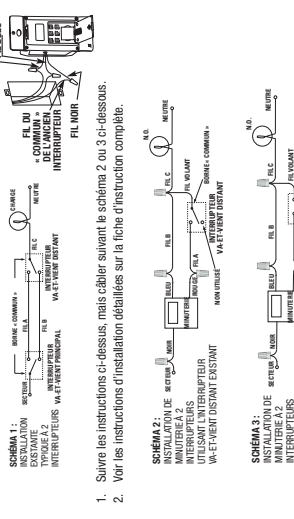 FIL DU
« COMMUN »
DE L'ANCIEN
INTERRUPTEUR
FIL NOIR
SCHÉMA 1 :
INSTALLATION
EXISTANTE
TYPIQUE À 2
INTERRUPTEURS
SECTEUR
BORNE « COMMUN »
FIL A
FIL B
FIL C
CHARGE
NEUTRE
INTERRUPTEUR
VA-ET-VIENT PRINCIPAL
INTERRUPTEUR
VA-ET-VIENT DISTANT
1. Suivre les instructions ci-dessus, mais câbler suivant le schéma 2 ou 3 ci-dessous.
2. Voir les instructions d'installation détaillées sur la fiche d'instruction complète.
SCHÉMA 2 :
INSTALLATION DE
MINUTERIE À 2
INTERRUPTEURS
UTILISANT L'INTERRUPTEUR
VA-ET-VIENT DISTANT EXISTANT
SECTEUR
NOIR
MINUTERIE
BLEU
ROUGE
FIL B
FIL A
NON UTILISÉ
INTERRUPTEUR
VA-ET-VIENT DISTANT
BORNE « COMMUN »
FIL VOLANT
FIL C
N.O.
NEUTRE
SCHÉMA 3 :
INSTALLATION DE
MINUTERIE À 2
INTERRUPTEURS
SECTEUR
NOIR
MINUTERIE
BLEU
FIL B
FIL C
FIL VOLANT
N.O.
NEUTRE